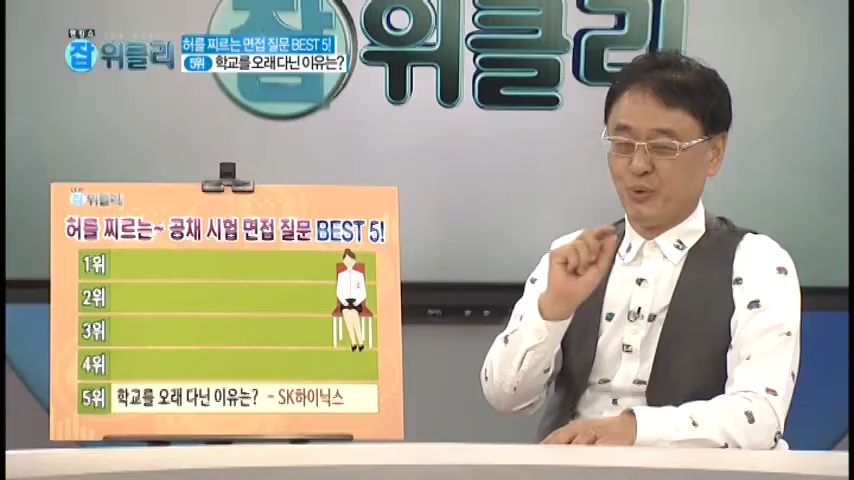 잡위클리
허를 찌르는 면접 질문 BEST 5!
5위 학교를 오래 다닌 이유는?
잡 위클리
잡위클리
허를 찌르는~ 공채 시험 면접 질문 BEST 5!
1위
2위
3위
4위
5위 학교를 오래 다닌 이유는? - SK하이닉스